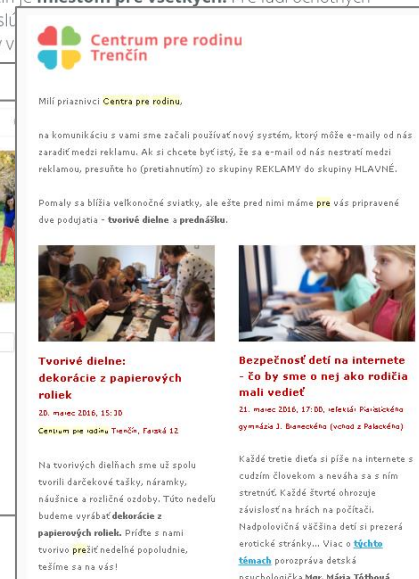 miestom pre všetkých.
Centrum pre rodinu
Trenčín
Milí priaznivci Centra pre rodinu,
na komunikáciu s vami sme začali používať nový systém, ktorý môže e-maily od nás
zaradiť medzi reklamu. Ak si chcete byť istý, že sa e-mail od nás nestratí medzi
reklamou, presuňte ho (pretiahnutím) zo skupiny REKLAMY do skupiny HLAVNÉ.
Pomaly sa blížia veľkonočné sviatky, ale ešte pred nimi máme pre vás pripravené
dve podujatia - tvorivé dielne a prednášku.
Tvorivé dielne:
dekorácie z papierových
roliek
20. marec 2016, 15:30
Centrum pre rodinu Trenčín, Farská 12
Na tvorivých dielňach sme už spolu
tvorili darčekové tašky, náramky,
náušnice a rozličné ozdoby. Túto nedeľu
budeme vyrábať dekorácie z
papierových roliek. Príďte s nami
tvorivo prežiť nedeľné popoludnie,
tešíme sa na vás!
Bezpečnosť detí na internete
- čo by sme o nej ako rodičia
mali vedieť
21. marec 2016, 17:00, refektár Piaristického
gymnázia J. Braneckého (vchod z Palackého)
Každé tretie dieťa si píše na internete s
cudzím človekom a neváha sa s ním
stretnúť. Každé štvrté ohrozuje
závislosť na hrách na počítači.
Nadpolovičná väčšina detí si prezerá
erotické stránky... Viac o týchto
témach porozpráva detská
psychologička Mgr. Mária Tóthová